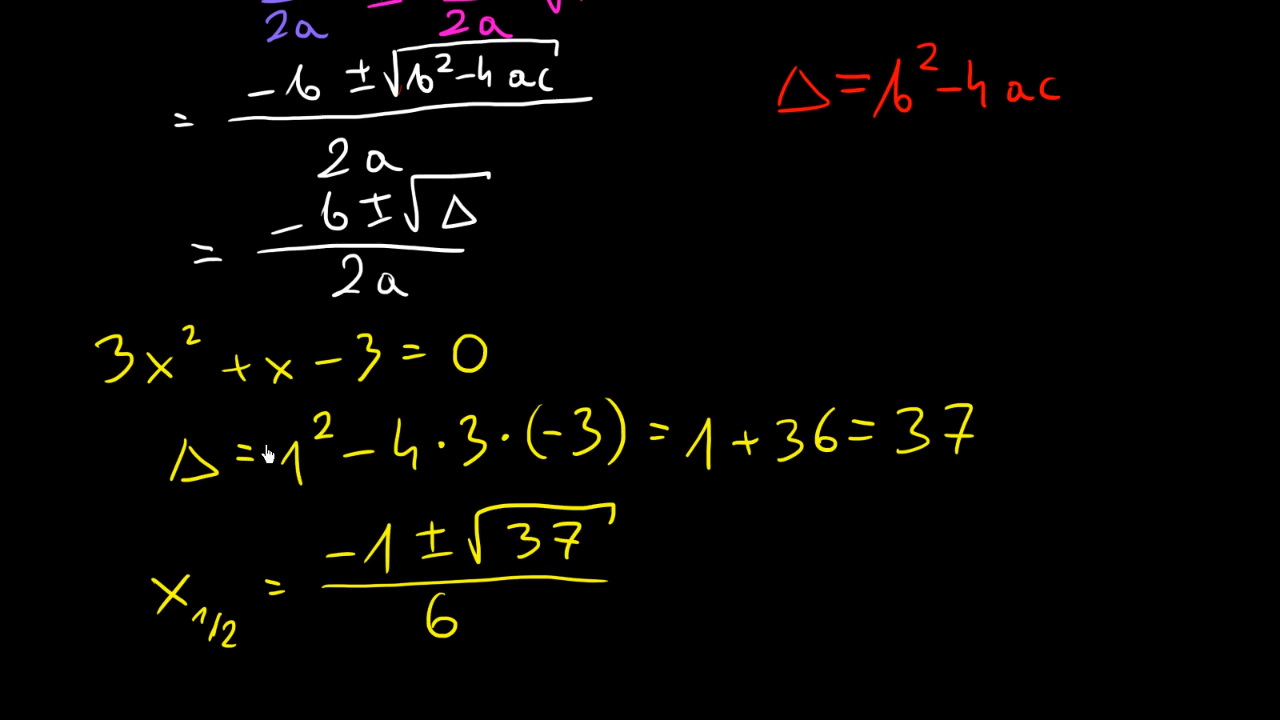 2a = 2a √
= (-b ± √(b² - 4ac)) / 2a
Δ = b² - 4ac
= (-b ± √Δ) / 2a
3x² + x - 3 = 0
Δ = 1² - 4·3·(-3) = 1 + 36 = 37
x₁/₂ = (-1 ± √37) / 6